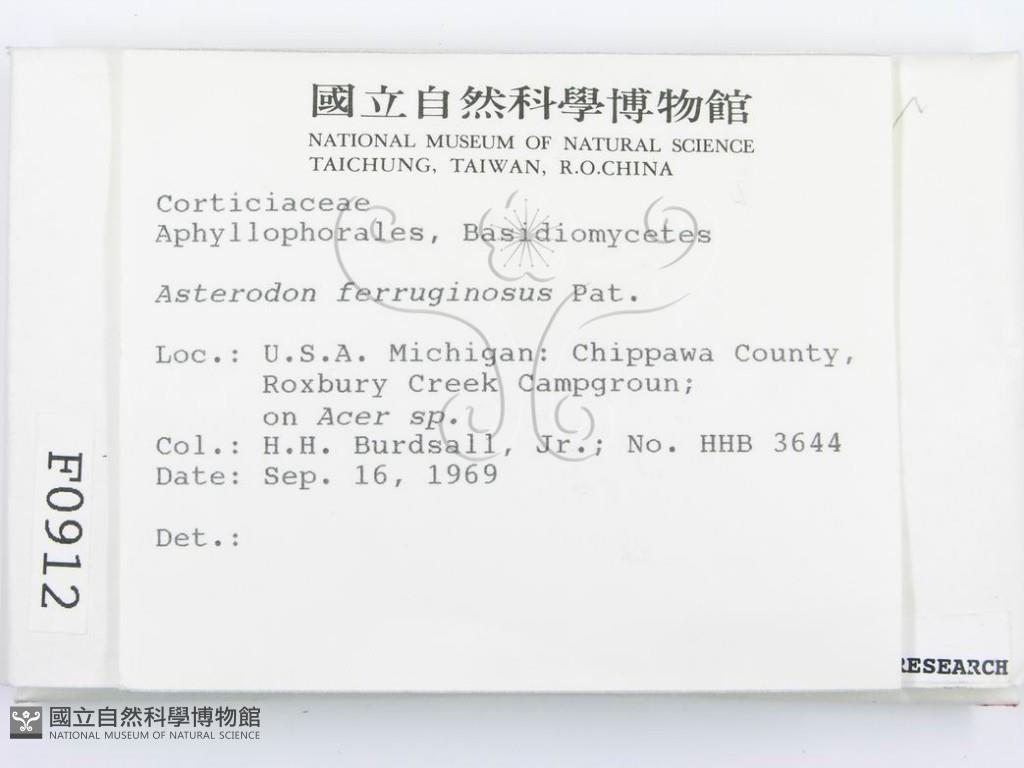 國立自然科學博物館
NATIONAL MUSEUM OF NATURAL SCIENCE
TAICHUNG, TAIWAN, R.O.CHINA
Corticiaceae
Aphyllophorales, Basidiomycetes
Asterodon ferruginosus Pat.
Loc.: U.S.A. Michigan: Chippawa County,
Roxbury Creek Campgroun;
on Acer sp.
Col.: H.H. Burdsall, Jr.; No. HHB 3644
Date: Sep. 16, 1969
Det.:
F0912
RESEARCH
國立自然科學博物館
NATIONAL MUSEUM OF NATURAL SCIENCE